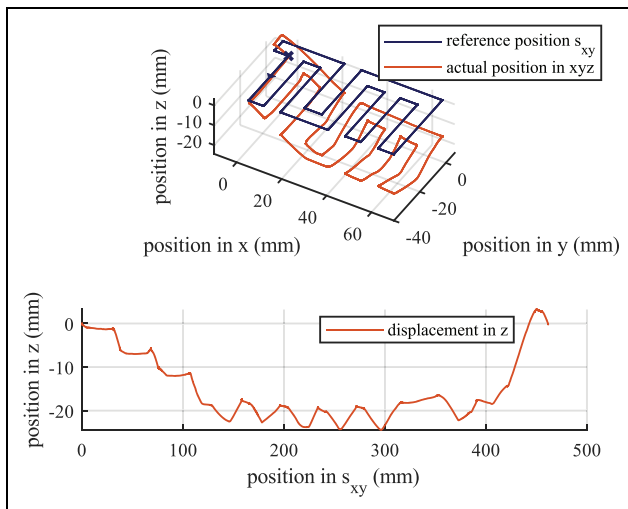 reference position s_xy
actual position in xyz
position in z (mm)
0
-10
-20
0
20
40
60
0
-20
-40
position in x (mm)
position in y (mm)
displacement in z
position in z (mm)
0
-10
-20
0
100
200
300
400
500
position in s_xy (mm)